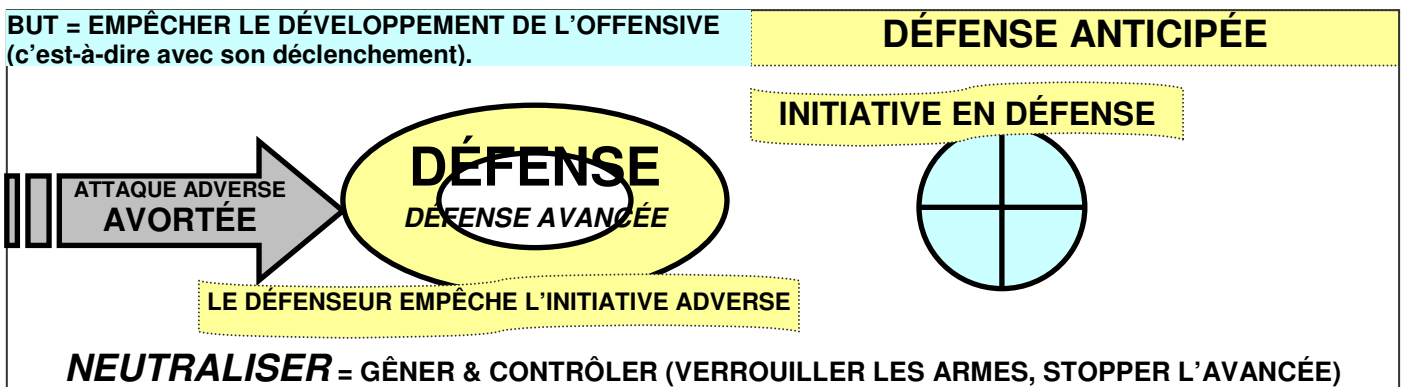 BUT = EMPÊCHER LE DÉVELOPPEMENT DE L’OFFENSIVE
(c’est-à-dire avec son déclenchement).
DÉFENSE ANTICIPÉE
INITIATIVE EN DÉFENSE
ATTAQUE ADVERSE
AVORTÉE
DÉFENSE
DÉFENSE AVANCÉE
LE DÉFENSEUR EMPÊCHE L’INITIATIVE ADVERSE
NEUTRALISER = GÊNER & CONTRÔLER (VERROUILLER LES ARMES, STOPPER L’AVANCÉE)